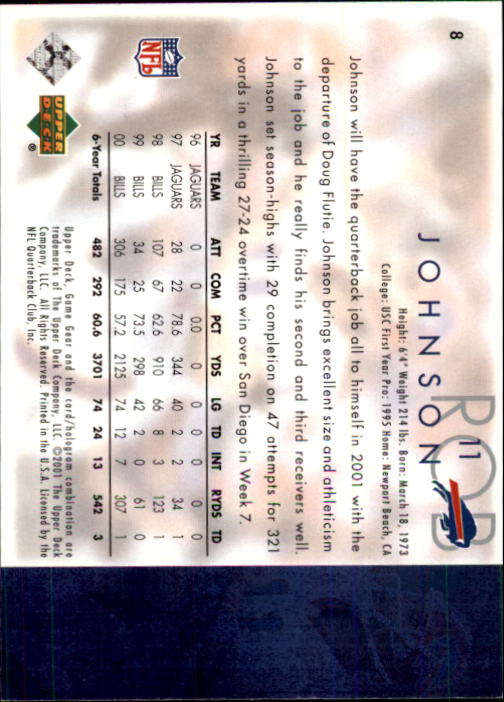 8
11
ROB
JOHNSON
Height: 6'4" Weight 214 lbs. Born: March 18, 1973
College: USC First Year Pro: 1995 Home: Newport Beach, CA
Johnson will have the quarterback job all to himself in 2001 with the
departure of Doug Flutie. Johnson brings excellent size and athleticism
to the job and he really finds his second and third receivers well.
Johnson set season-highs with 29 completion on 47 attempts for 321
yards in a thrilling 27-24 overtime win over San Diego in Week 7.
YR TEAM ATT COM PCT YDS LG TD INT RYDS TD
96 JAGUARS 0 0 0.0 0 0 0 0 0 0
97 JAGUARS 28 22 78.6 344 40 2 2 34 1
98 BILLS 107 67 62.6 910 66 8 3 123 1
99 BILLS 34 25 73.5 298 42 2 0 61 0
00 BILLS 306 175 57.2 2125 74 12 7 307 1
6-Year Totals 482 292 60.6 3701 74 24 13 542 3
NFL
UPPER DECK ®
Upper Deck, Game Gear and the card/hologram combination are
trademarks of The Upper Deck Company, LLC ©2001 The Upper Deck
Company, LLC. All Rights Reserved. Printed in the U.S.A. Licensed by the
NFL Quarterback Club, Inc.